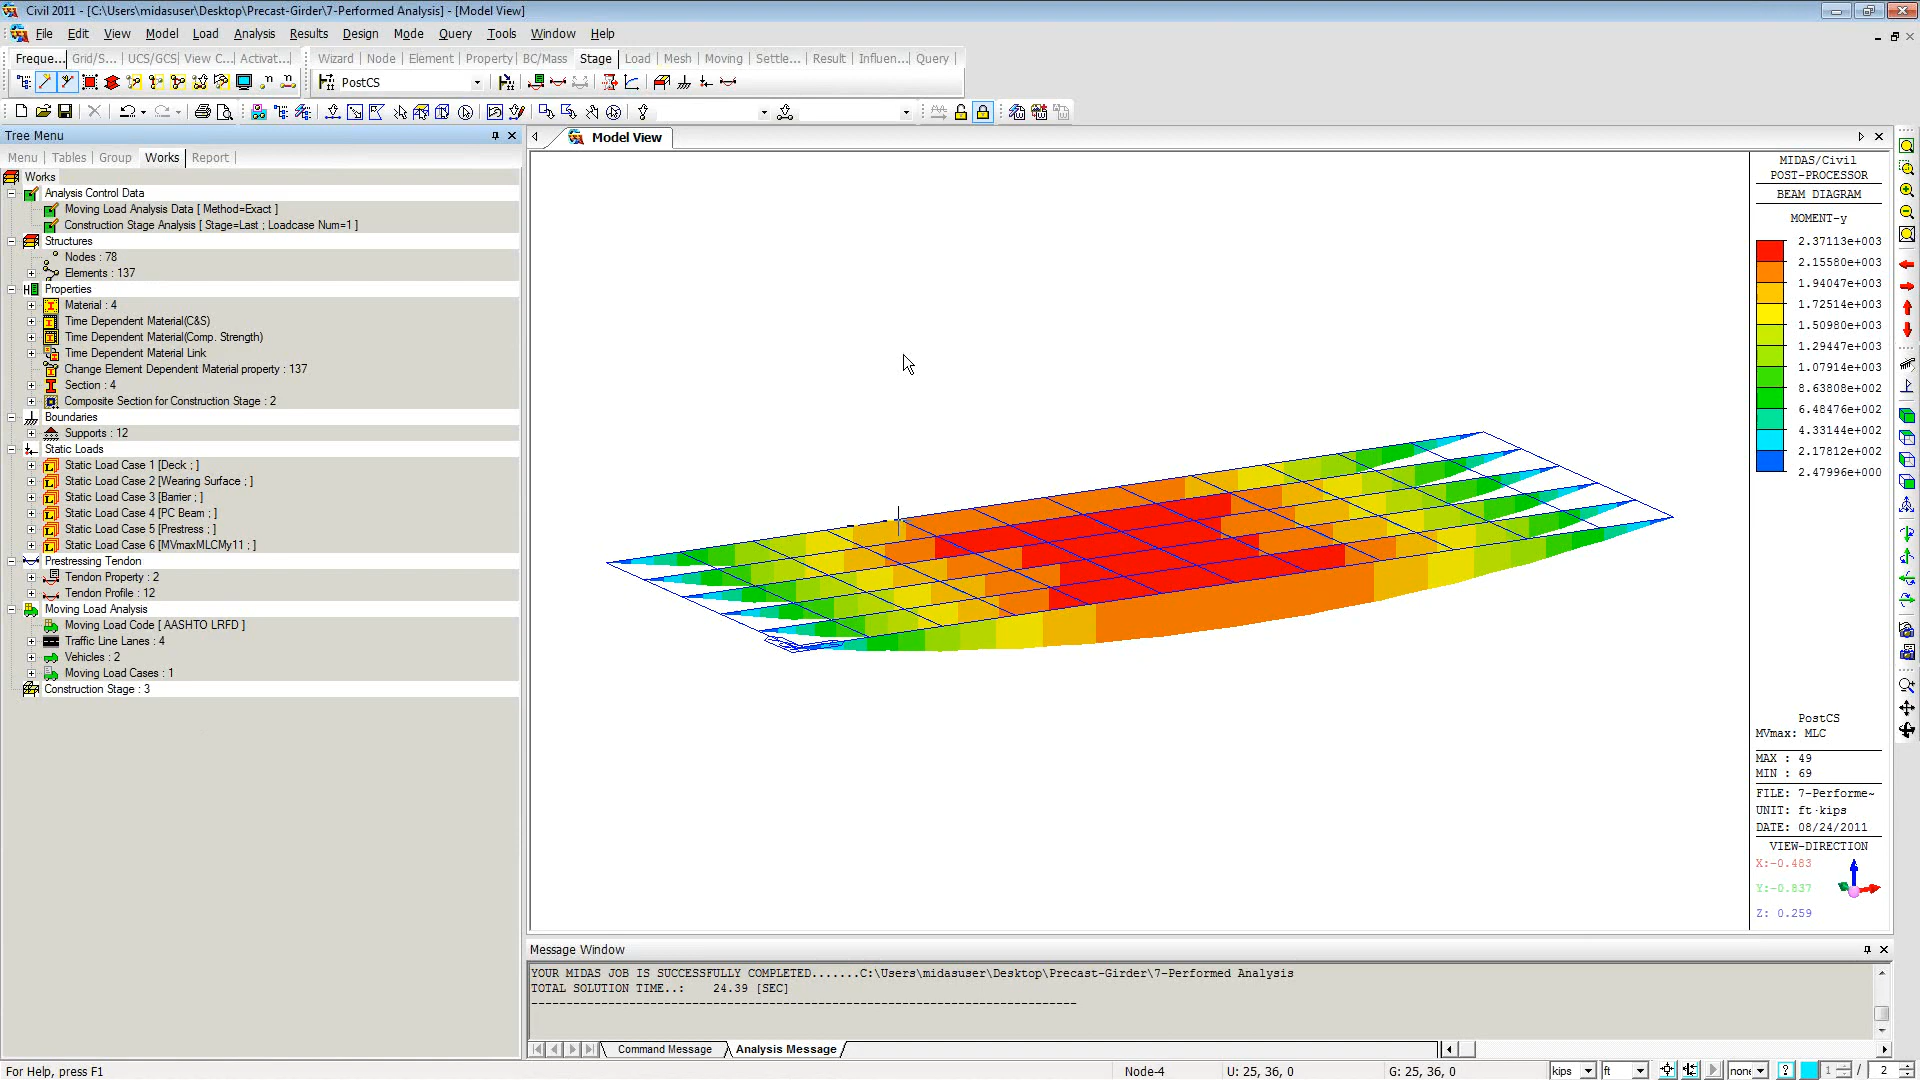 Civil 2011 - [C:\Users\midasuser\Desktop\Precast-Girder\7-Performed Analysis] - [Model View]
File Edit View Model Load Analysis Results Design Mode Query Tools Window Help
Freque... Grid/S... UCS/GCS View C... Activat... Wizard Node Element Property BC/Mass Stage Load Mesh Moving Settle... Result Influen... Query
PostCS
Tree Menu
Menu Tables Group Works Report
Works
Analysis Control Data
Moving Load Analysis Data [ Method=Exact ]
Construction Stage Analysis [ Stage=Last ; Loadcase Num=1 ]
Structures
Nodes : 78
Elements : 137
Properties
Material : 4
Time Dependent Material(C&S)
Time Dependent Material(Comp. Strength)
Time Dependent Material Link
Change Element Dependent Material property : 137
Section : 4
Composite Section for Construction Stage : 2
Boundaries
Supports : 12
Static Loads
Static Load Case 1 [Deck ; ]
Static Load Case 2 [Wearing Surface ; ]
Static Load Case 3 [Barrier ; ]
Static Load Case 4 [PC Beam ; ]
Static Load Case 5 [Prestress ; ]
Static Load Case 6 [MVmaxMLCMy11 ; ]
Prestressing Tendon
Tendon Property : 2
Tendon Profile : 12
Moving Load Analysis
Moving Load Code [ AASHTO LRFD ]
Traffic Line Lanes : 4
Vehicles : 2
Moving Load Cases : 1
Construction Stage : 3
Model View
MIDAS/Civil
POST-PROCESSOR
BEAM DIAGRAM
MOMENT-y
2.37113e+003
2.15580e+003
1.94047e+003
1.72514e+003
1.50980e+003
1.29447e+003
1.07914e+003
8.63808e+002
6.48476e+002
4.33144e+002
2.17812e+002
2.47996e+000
PostCS
MVmax: MLC
MAX : 49
MIN : 69
FILE: 7-Performe~
UNIT: ft·kips
DATE: 08/24/2011
VIEW-DIRECTION
X:-0.483
Y:-0.837
Z: 0.259
Message Window
YOUR MIDAS JOB IS SUCCESSFULLY COMPLETED.......C:\Users\midasuser\Desktop\Precast-Girder\7-Performed Analysis
TOTAL SOLUTION TIME..: 24.39 [SEC]
Command Message Analysis Message
For Help, press F1 Node-4 U: 25, 36, 0 G: 25, 36, 0 kips ft none ? 1 / 2